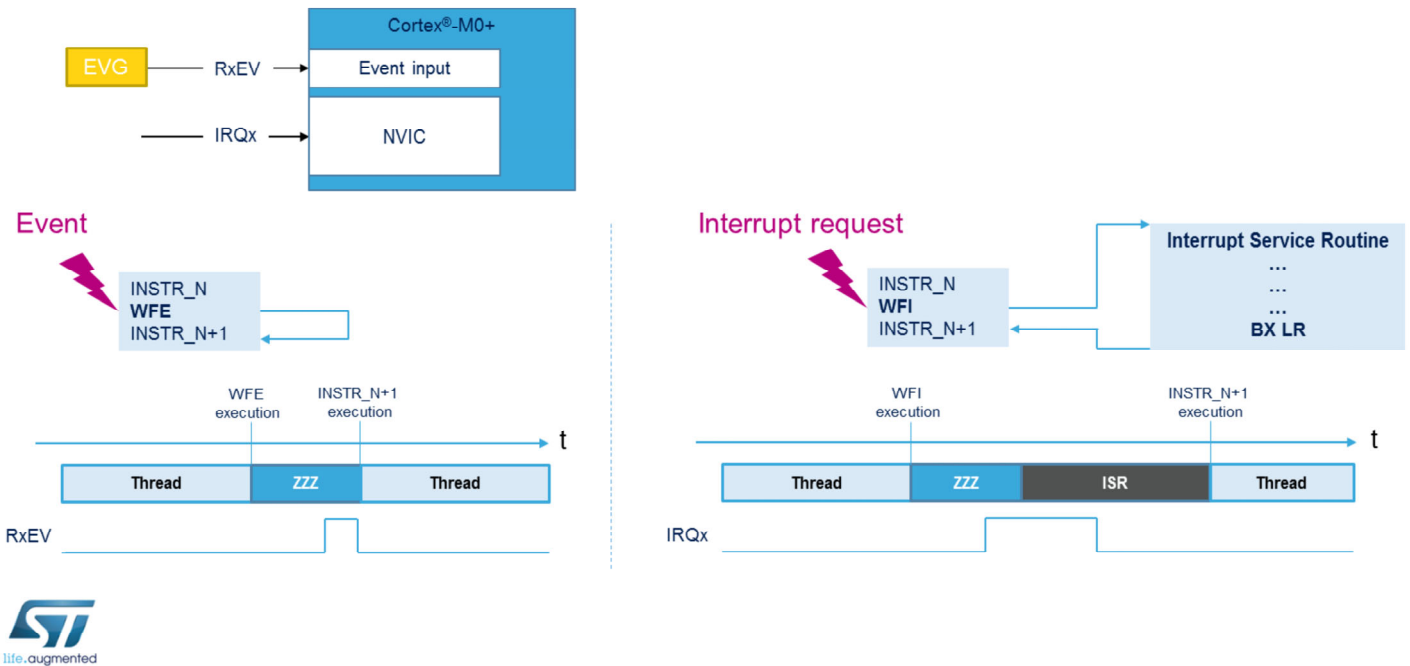 Cortex®-M0+
EVG
RxEV
Event input
IRQx
NVIC
Event
INSTR_N
WFE
INSTR_N+1
WFE
execution
INSTR_N+1
execution
t
Thread
ZZZ
Thread
RxEV
Interrupt request
INSTR_N
WFI
INSTR_N+1
Interrupt Service Routine
...
...
...
BX LR
WFI
execution
INSTR_N+1
execution
t
Thread
ZZZ
ISR
Thread
IRQx
ST
life.augmented